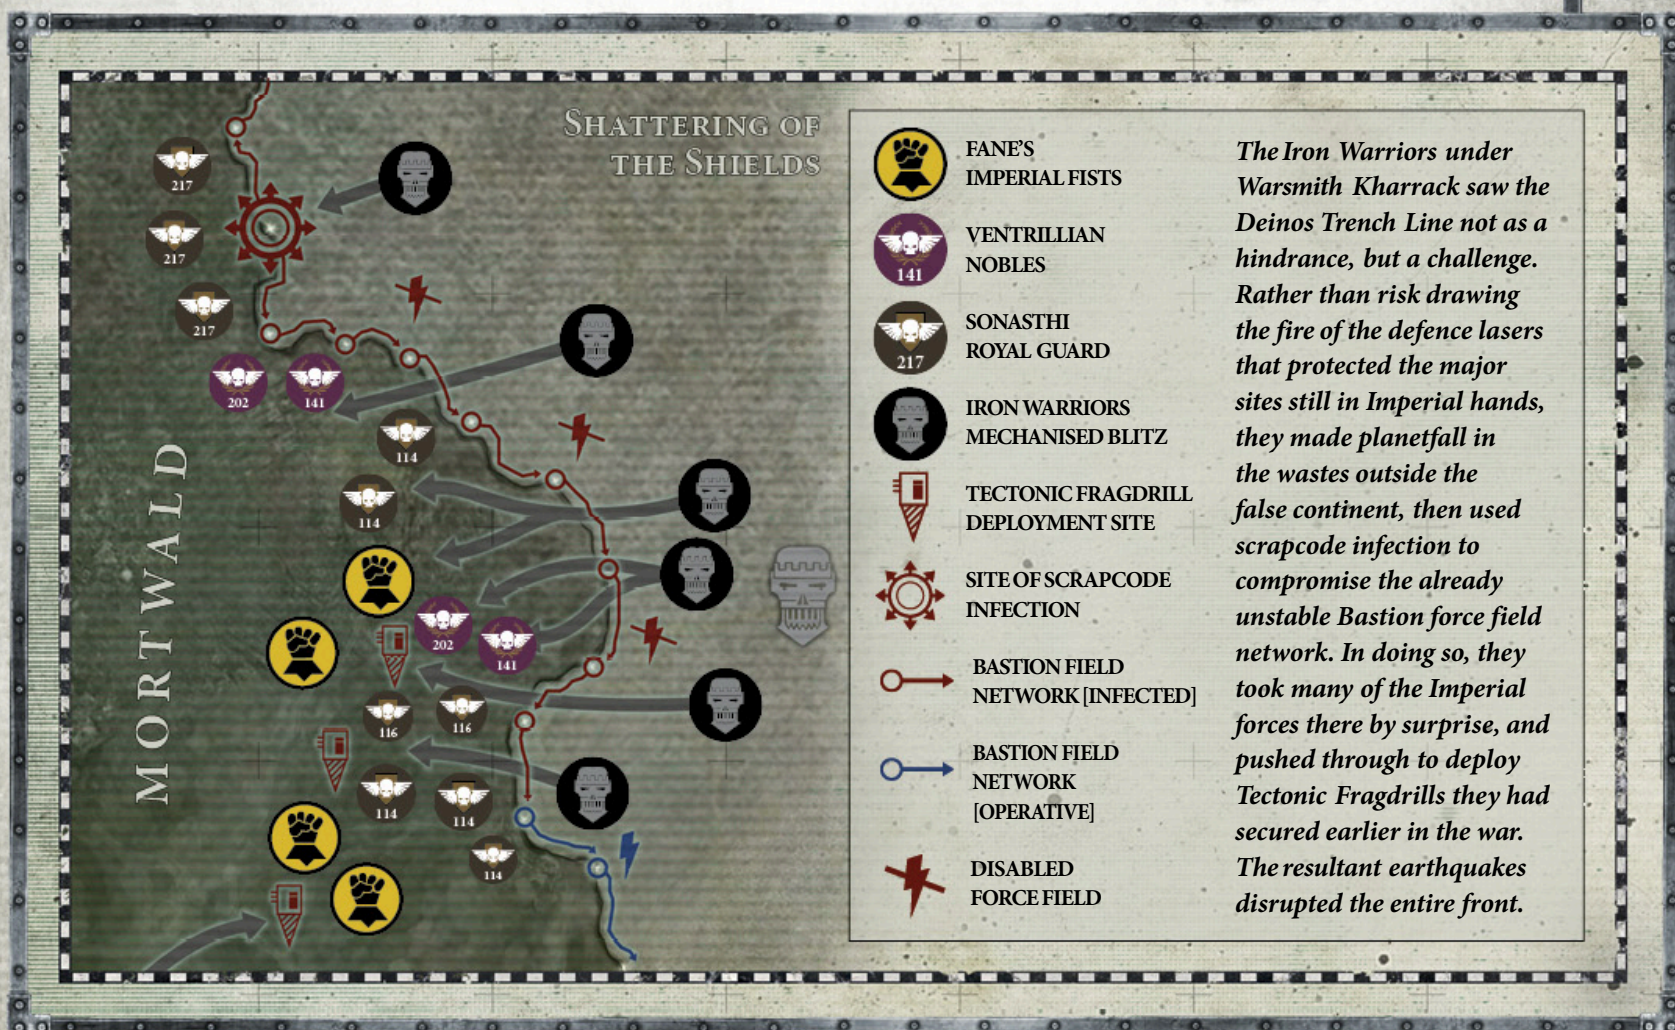 SHATTERING OF
THE SHIELDS
MORTWALD
217
217
217
202
141
114
114
202
141
116
116
114
114
114
FANE'S
IMPERIAL FISTS
VENTRILLIAN
NOBLES
141
SONASTHI
ROYAL GUARD
217
IRON WARRIORS
MECHANISED BLITZ
TECTONIC FRAGDRILL
DEPLOYMENT SITE
SITE OF SCRAPCODE
INFECTION
BASTION FIELD
NETWORK [INFECTED]
BASTION FIELD
NETWORK
[OPERATIVE]
DISABLED
FORCE FIELD
The Iron Warriors under
Warsmith Kharrack saw the
Deinos Trench Line not as a
hindrance, but a challenge.
Rather than risk drawing
the fire of the defence lasers
that protected the major
sites still in Imperial hands,
they made planetfall in
the wastes outside the
false continent, then used
scrapcode infection to
compromise the already
unstable Bastion force field
network. In doing so, they
took many of the Imperial
forces there by surprise, and
pushed through to deploy
Tectonic Fragdrills they had
secured earlier in the war.
The resultant earthquakes
disrupted the entire front.